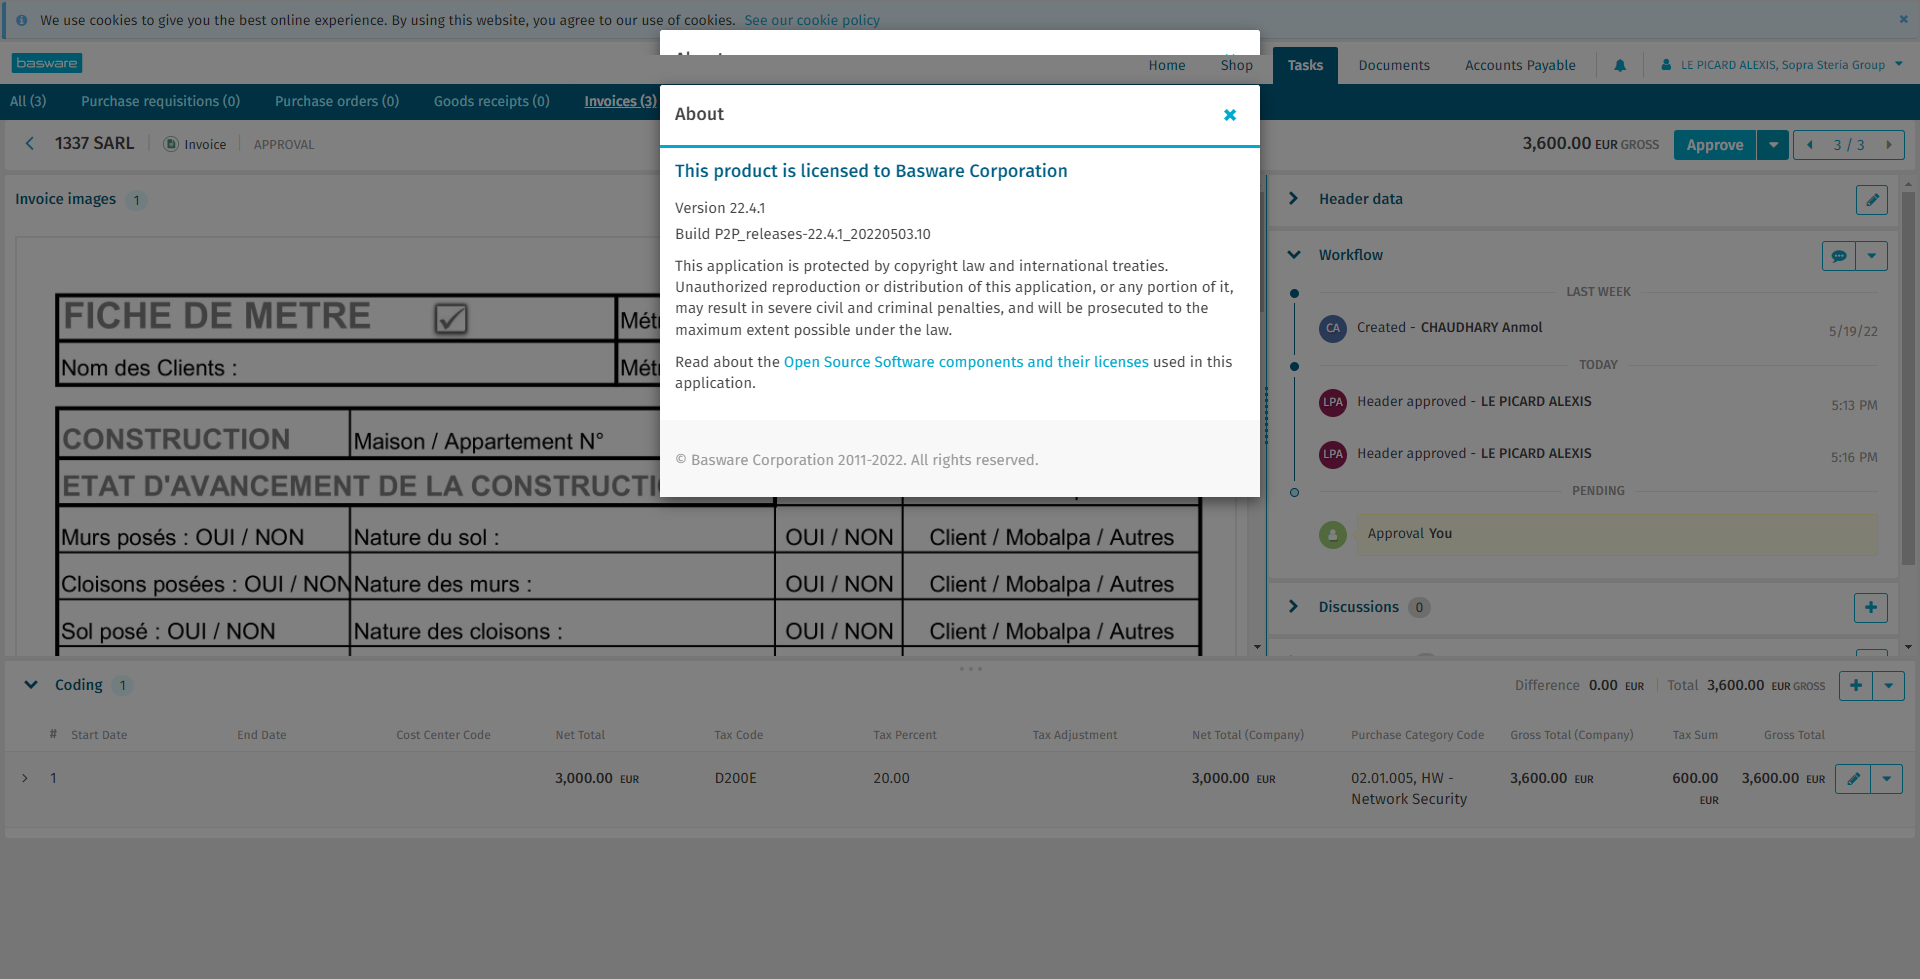 We use cookies to give you the best online experience. By using this website, you agree to our use of cookies. See our cookie policy
basware
Home Shop Tasks Documents Accounts Payable LE PICARD ALEXIS, Sopra Steria Group
All (3) Purchase requisitions (0) Purchase orders (0) Goods receipts (0) Invoices (3)
1337 SARL Invoice APPROVAL
3,600.00 EUR GROSS Approve 3 / 3
About
This product is licensed to Basware Corporation
Version 22.4.1
Build P2P_releases-22.4.1_20220503.10
This application is protected by copyright law and international treaties.
Unauthorized reproduction or distribution of this application, or any portion of it,
may result in severe civil and criminal penalties, and will be prosecuted to the
maximum extent possible under the law.
Read about the Open Source Software components and their licenses used in this
application.
© Basware Corporation 2011-2022. All rights reserved.
Invoice images 1
FICHE DE METRE
Nom des Clients :
CONSTRUCTION Maison / Appartement N°
ETAT D'AVANCEMENT DE LA CONSTRUCTI
Murs posés : OUI / NON Nature du sol : OUI / NON Client / Mobalpa / Autres
Cloisons posées : OUI / NON Nature des murs : OUI / NON Client / Mobalpa / Autres
Sol posé : OUI / NON Nature des cloisons : OUI / NON Client / Mobalpa / Autres
Header data
Workflow
LAST WEEK
CA Created - CHAUDHARY Anmol 5/19/22
TODAY
LPA Header approved - LE PICARD ALEXIS 5:13 PM
LPA Header approved - LE PICARD ALEXIS 5:16 PM
PENDING
Approval You
Discussions 0
Coding 1
Difference 0.00 EUR Total 3,600.00 EUR GROSS
# Start Date End Date Cost Center Code Net Total Tax Code Tax Percent Tax Adjustment Net Total (Company) Purchase Category Code Gross Total (Company) Tax Sum Gross Total
1 3,000.00 EUR D200E 20.00 3,000.00 EUR 02.01.005, HW - 3,600.00 EUR 600.00 3,600.00 EUR
Network Security EUR